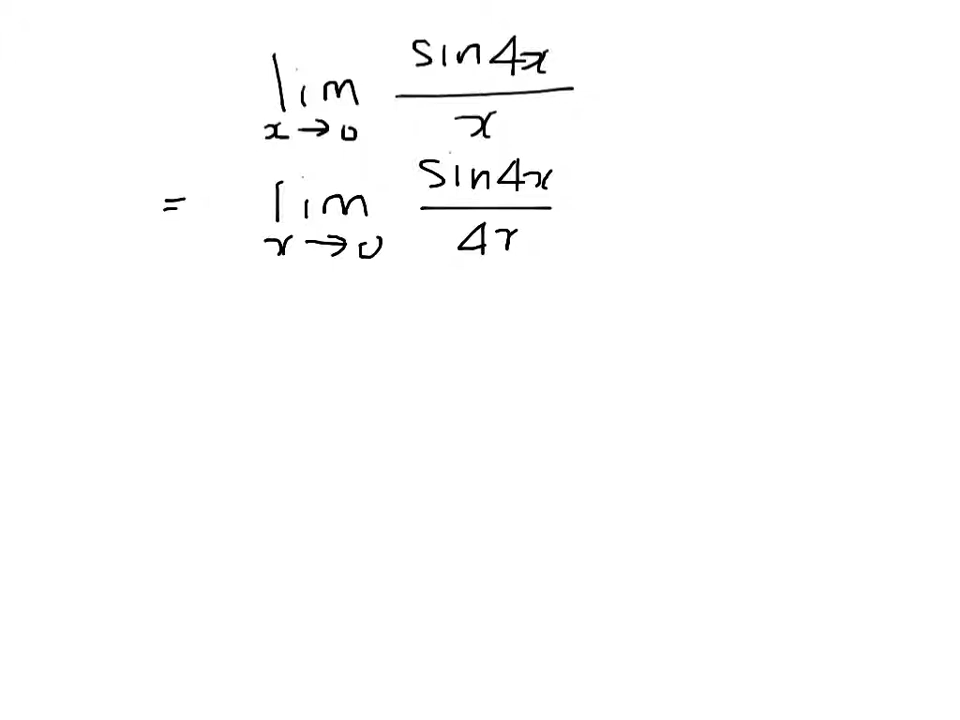 lim x→0 sin4x/x
= lim x→0 sin4x/4x